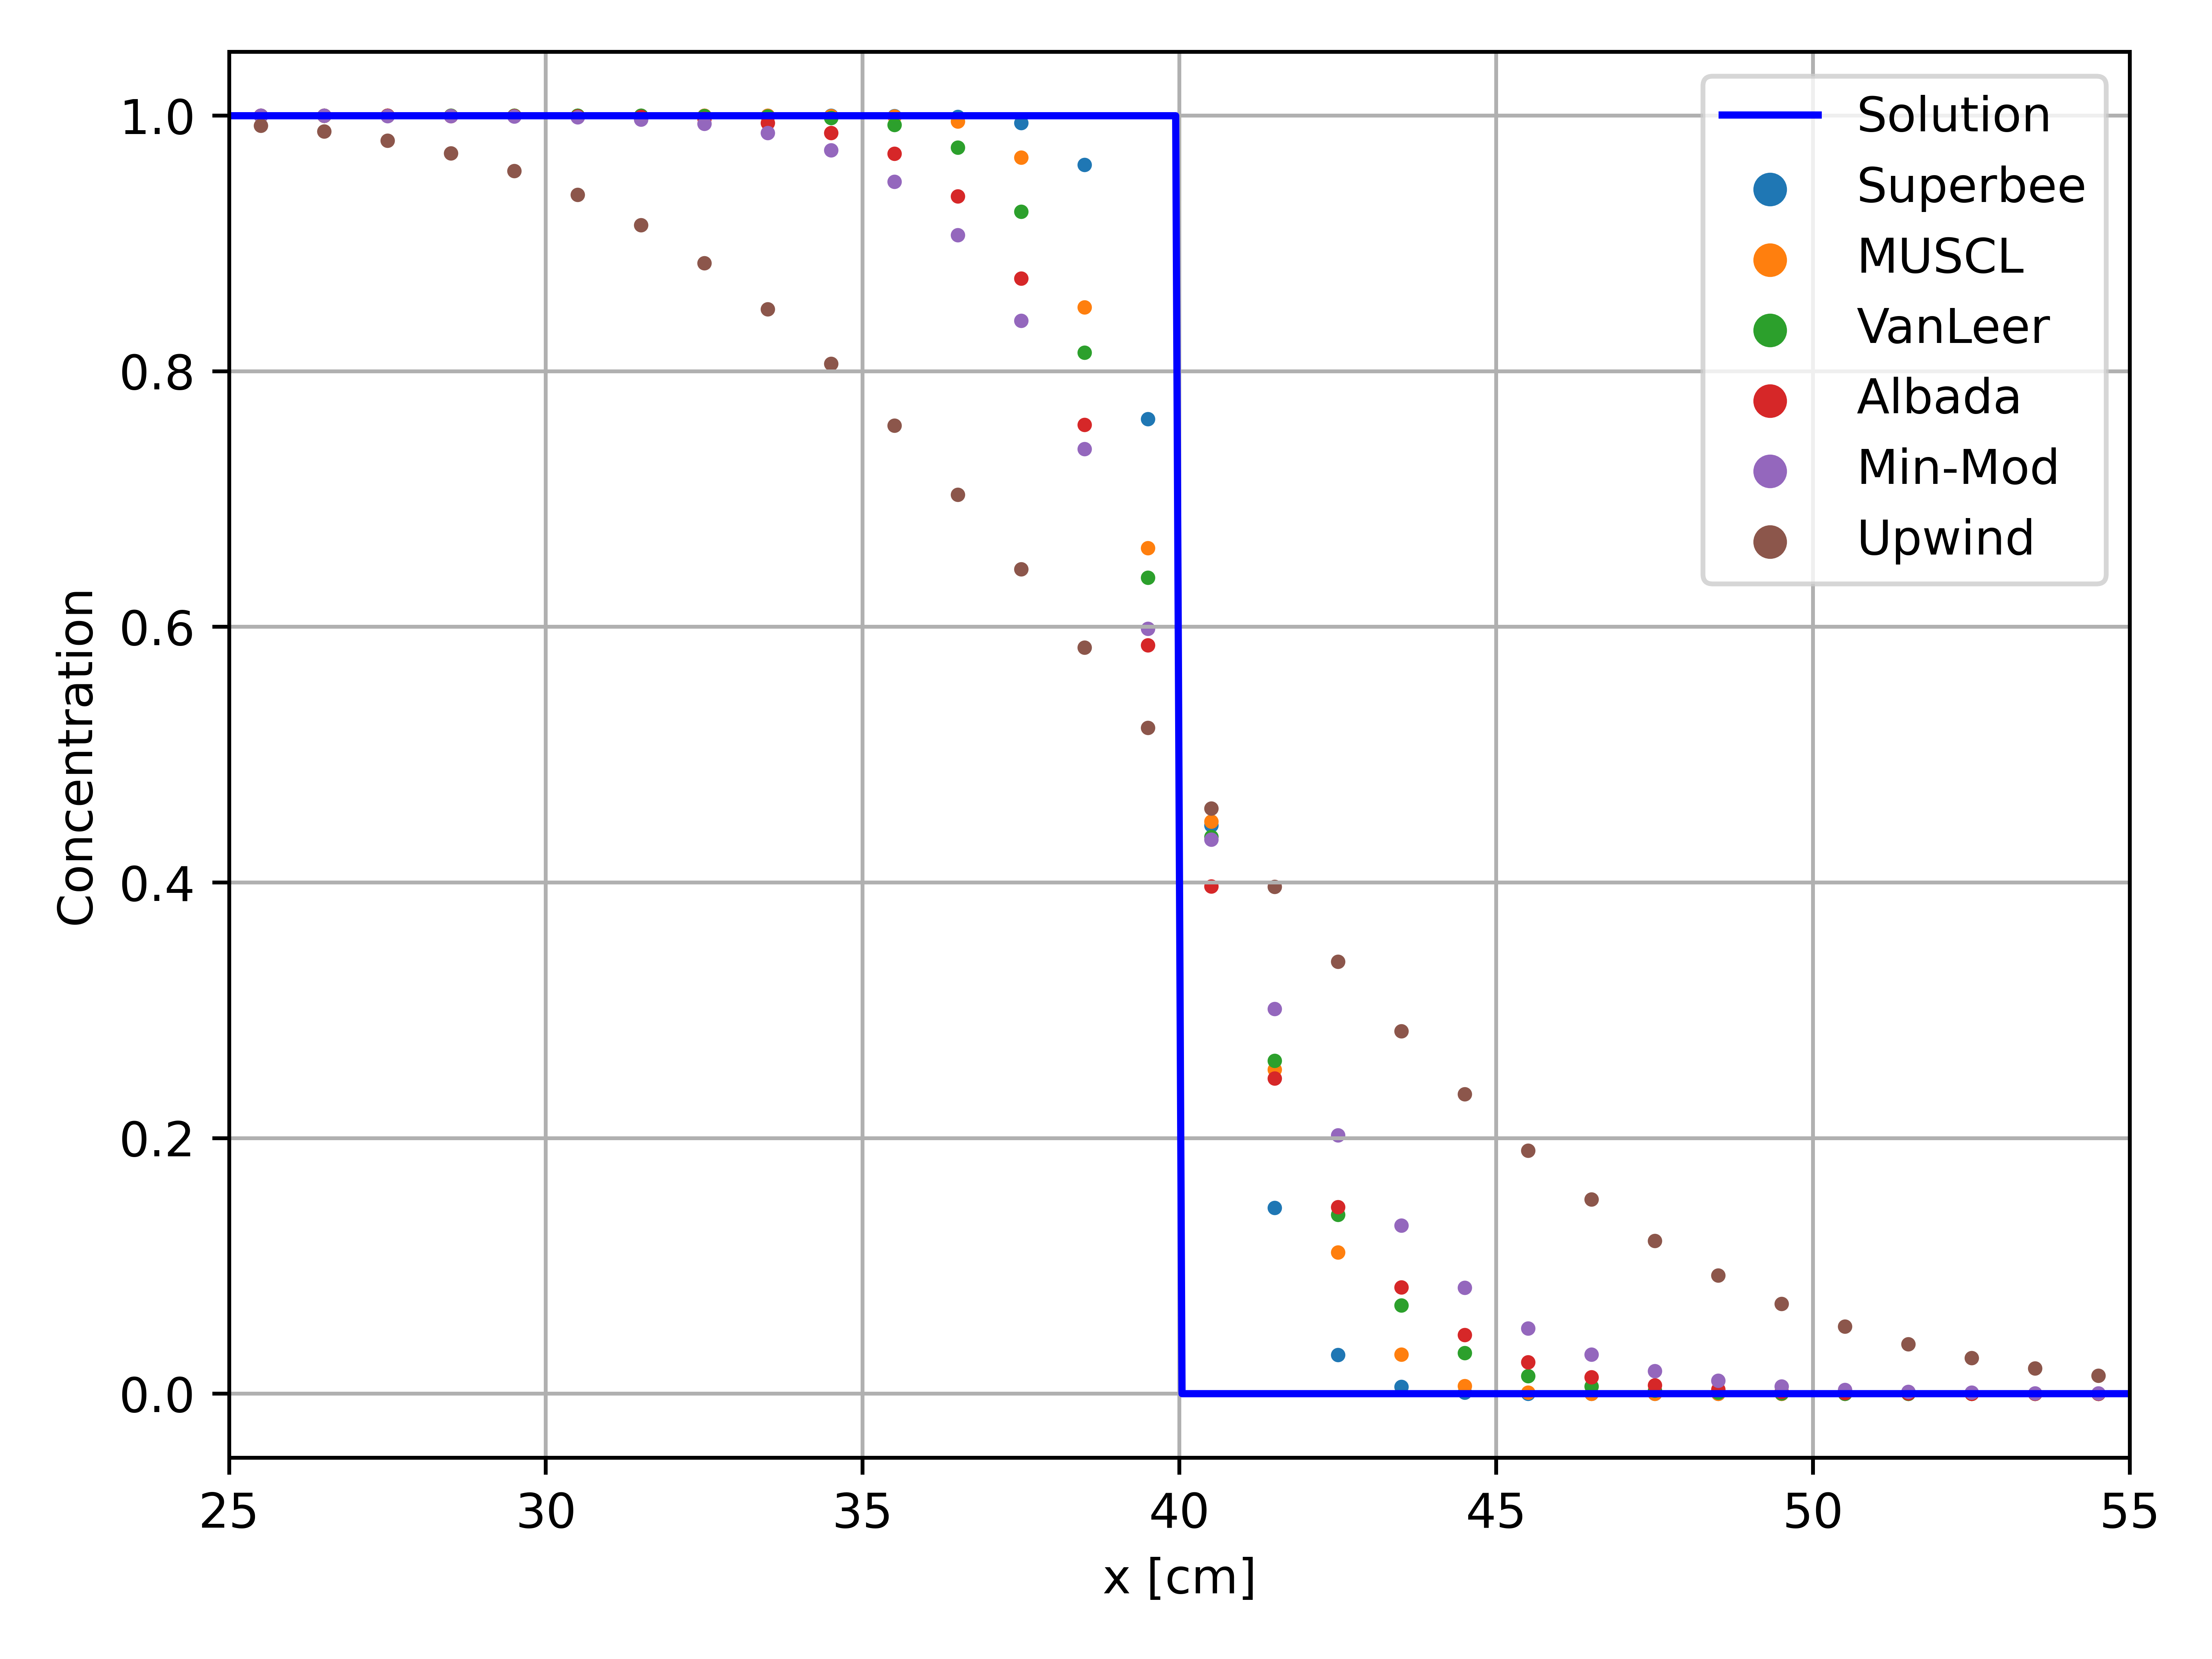 Concentration
1.0
0.8
0.6
0.4
0.2
0.0
25 30 35 40 45 50 55
x [cm]
Solution
Superbee
MUSCL
VanLeer
Albada
Min-Mod
Upwind